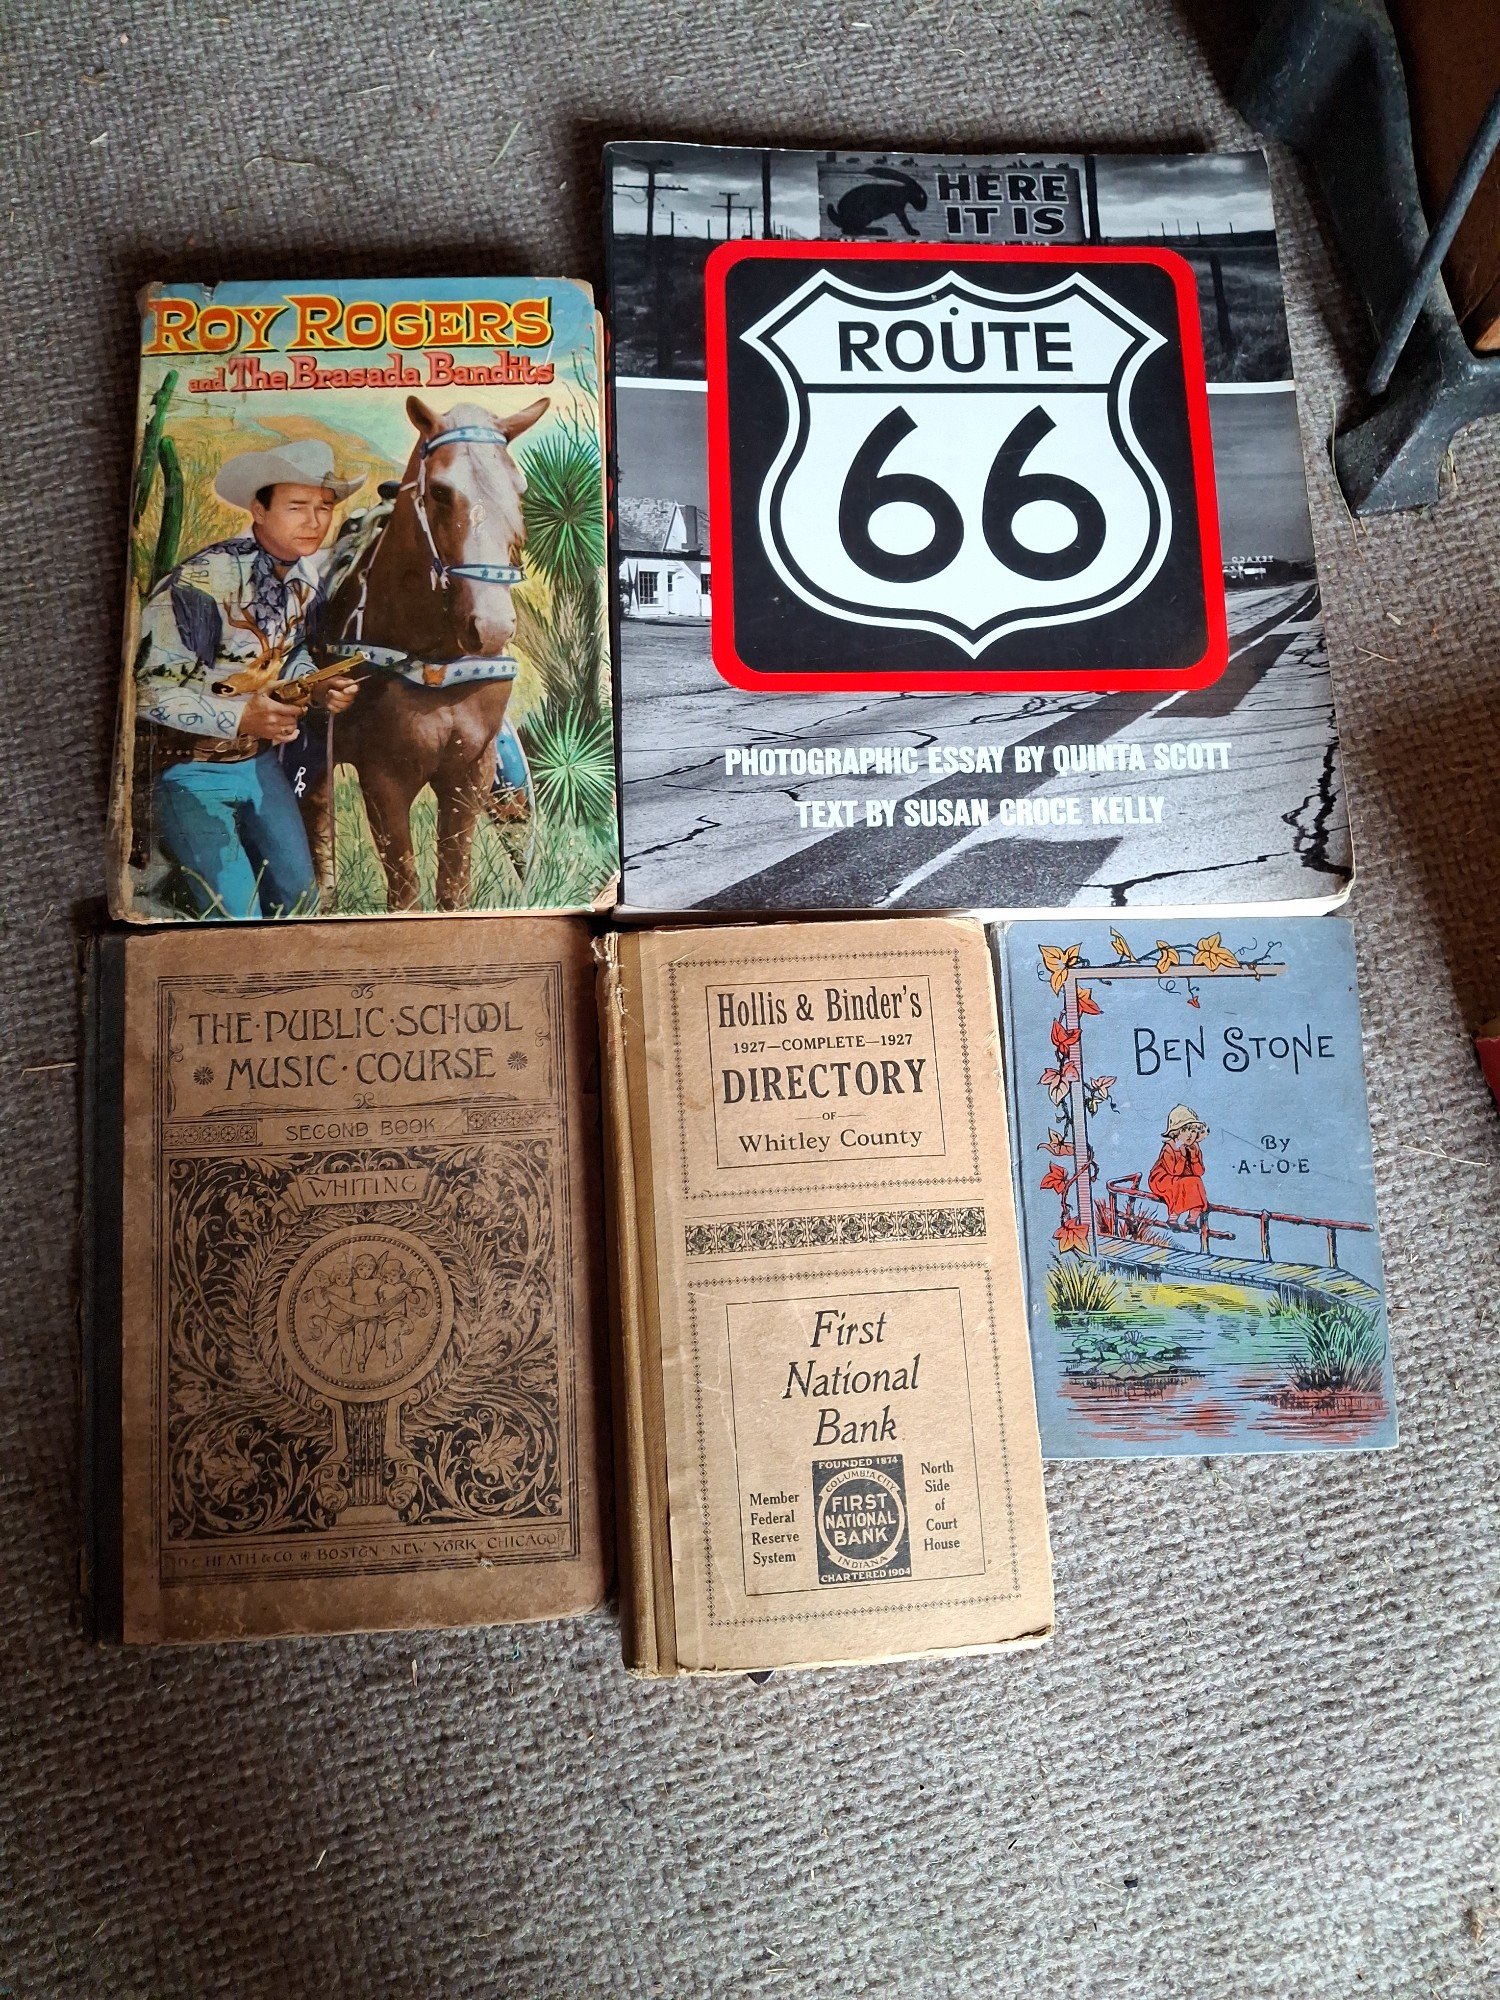 ROY ROGERS
and The Brasada Bandits
RR
HERE
IT IS
ROUTE
66
TEXACO
PHOTOGRAPHIC ESSAY BY QUINTA SCOTT
TEXT BY SUSAN CROCE KELLY
THE·PUBLIC·SCHOOL
MUSIC·COURSE
SECOND BOOK
WHITING
D.C. HEATH & CO. BOSTON · NEW YORK · CHICAGO
Hollis & Binder's
1927—COMPLETE—1927
DIRECTORY
—OF—
Whitley County
First
National
Bank
Member
Federal
Reserve
System
FOUNDED 1874
COLUMBIA CITY
FIRST
NATIONAL
BANK
INDIANA
CHARTERED 1904
North
Side
of
Court
House
BEN STONE
BY
·A·L·O·E